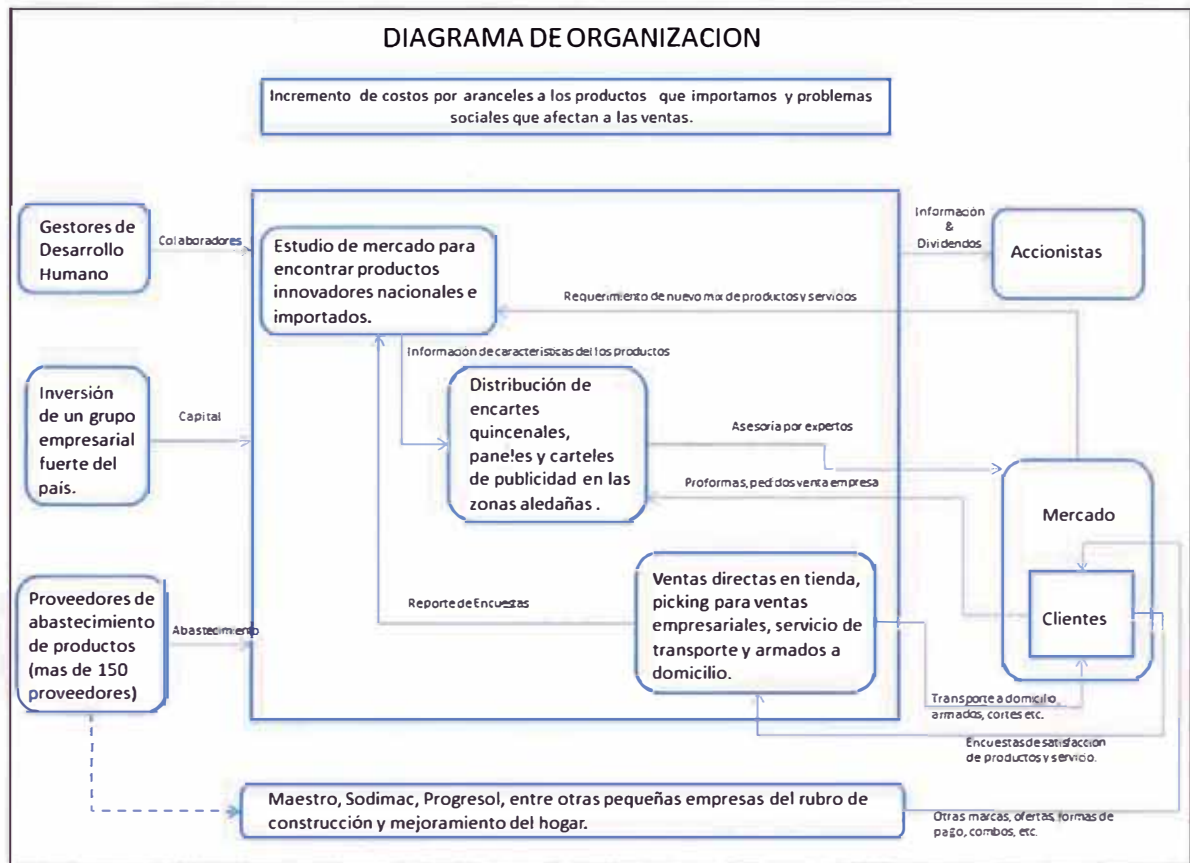 DIAGRAMA DE ORGANIZACION
Incremento de costos por aranceles a los productos que importamos y problemas
sociales que afectan a las ventas.
Gestores de
Desarrollo
Humano
Colaboradores
Estudio de mercado para
encontrar productos
innovadores nacionales e
importados.
Información
&
Dividendos
Accionistas
Requerimiento de nuevo mix de productos y servicios
Información de características del los productos
Inversión
de un grupo
empresarial
fuerte del
país.
Capital
Distribución de
encartes
quincenales,
paneles y carteles
de publicidad en las
zonas aledañas .
Asesoría por expertos
Proformas, pedidos venta empresa
Mercado
Clientes
Proveedores de
abastecimiento
de productos
(mas de 150
proveedores)
Abastecimiento
Reporte de Encuestas
Ventas directas en tienda,
picking para ventas
empresariales, servicio de
transporte y armados a
domicilio.
Transporte a domicilio,
armados, cortes etc.
Encuestas de satisfacción
de productos y servicio.
Maestro, Sodimac, Progresol, entre otras pequeñas empresas del rubro de
construcción y mejoramiento del hogar.
Otras marcas, ofertas, formas de
pago, combos, etc.